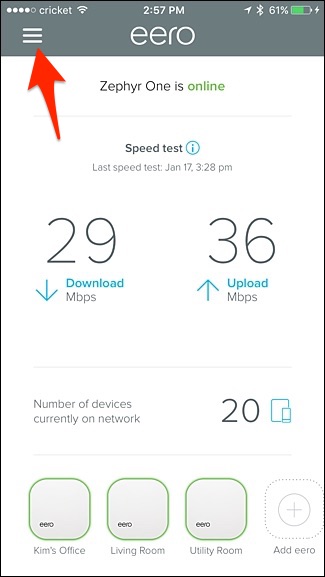 cricket 2:57 PM 61%
eero
Zephyr One is online
Speed test
Last speed test: Jan 17, 3:28 pm
29 36
Download Upload
Mbps Mbps
Number of devices
currently on network
20
eero eero eero
Kim's Office Living Room Utility Room Add eero